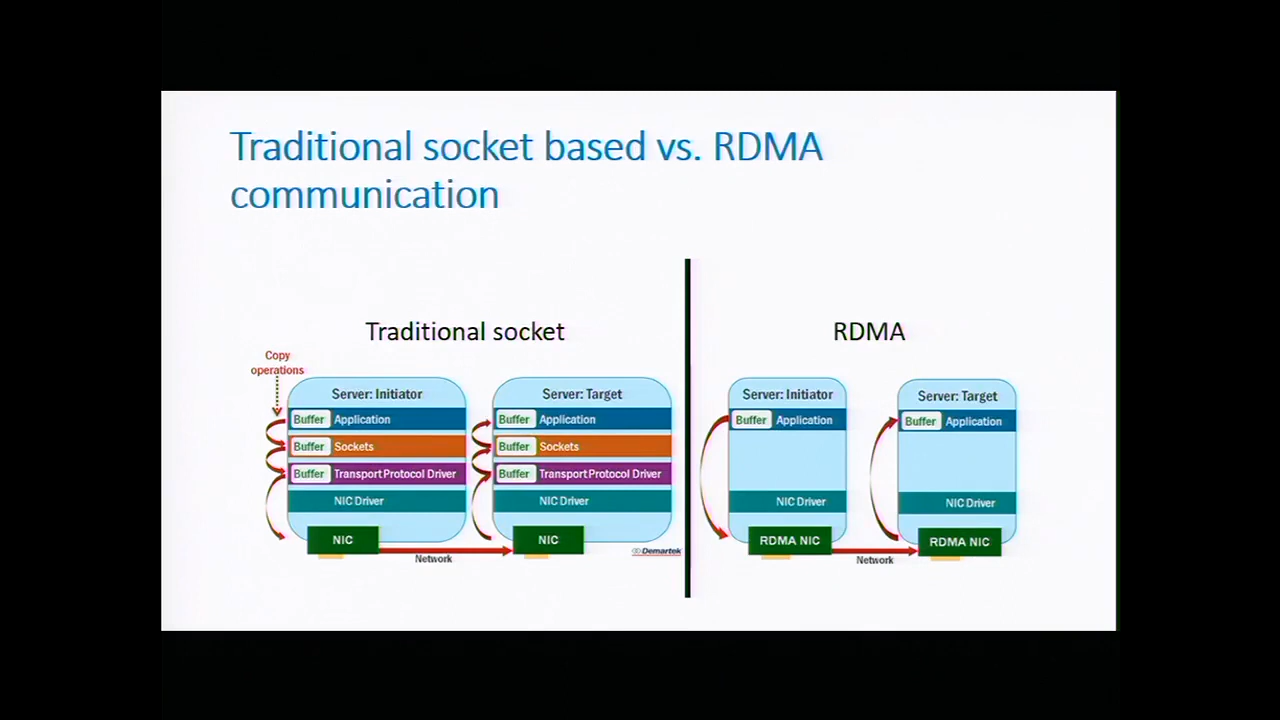 Traditional socket based vs. RDMA
communication
Traditional socket
Copy
operations
Server: Initiator
Buffer Application
Buffer Sockets
Buffer Transport Protocol Driver
NIC Driver
NIC
Network
Server: Target
Buffer Application
Buffer Sockets
Buffer Transport Protocol Driver
NIC Driver
NIC
Demartek
RDMA
Server: Initiator
Buffer Application
NIC Driver
RDMA NIC
Network
Server: Target
Buffer Application
NIC Driver
RDMA NIC